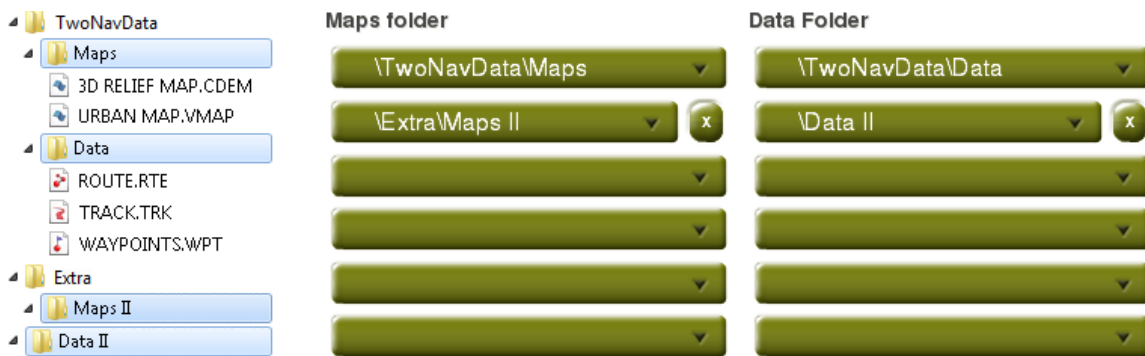 TwoNavData
Maps
3D RELIEF MAP.CDEM
URBAN MAP.VMAP
Data
ROUTE.RTE
TRACK.TRK
WAYPOINTS.WPT
Extra
Maps II
Data II
Maps folder
\TwoNavData\Maps
\Extra\Maps II x
Data Folder
\TwoNavData\Data
\Data II x